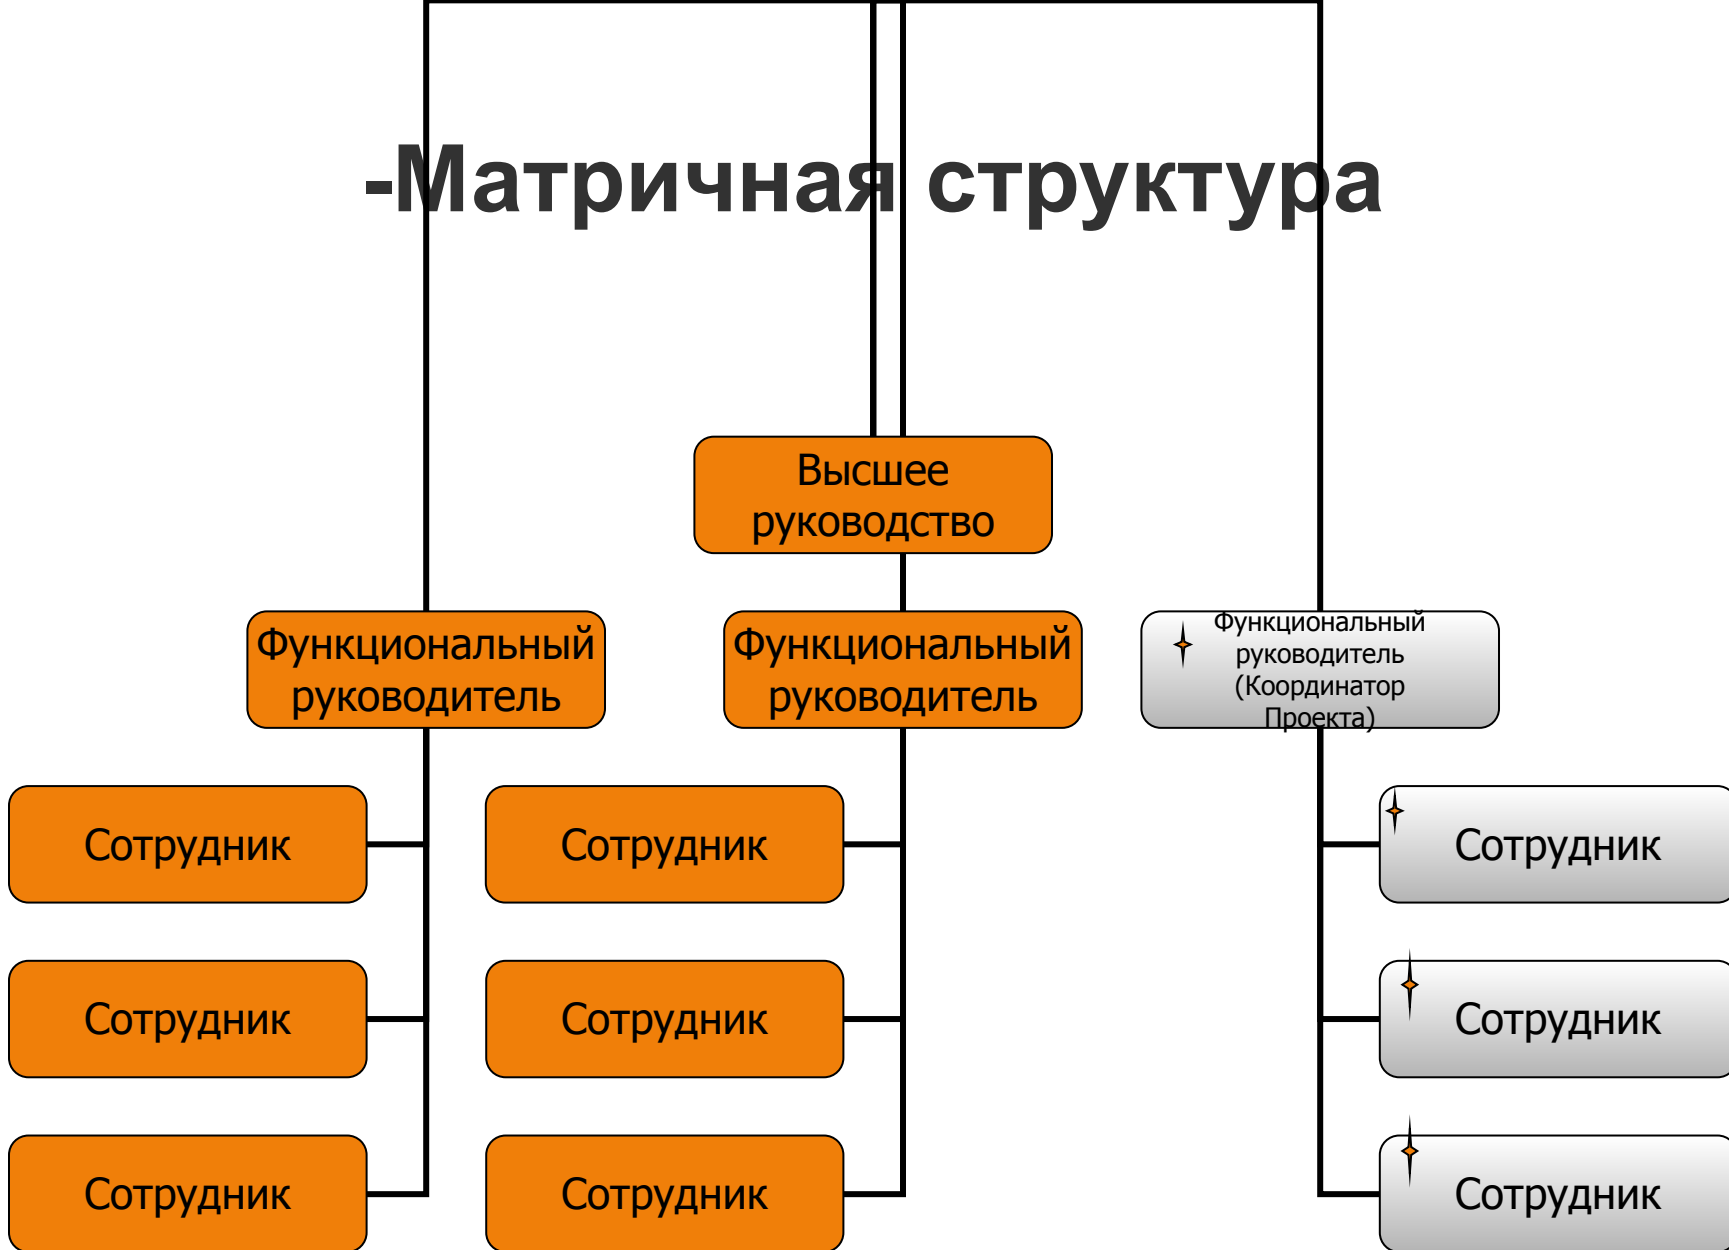 -Матричная структура
Высшее
руководство
Функциональный
руководитель
Функциональный
руководитель
Функциональный
руководитель
(Координатор
Проекта)
Сотрудник
Сотрудник
Сотрудник
Сотрудник
Сотрудник
Сотрудник
Сотрудник
Сотрудник
Сотрудник